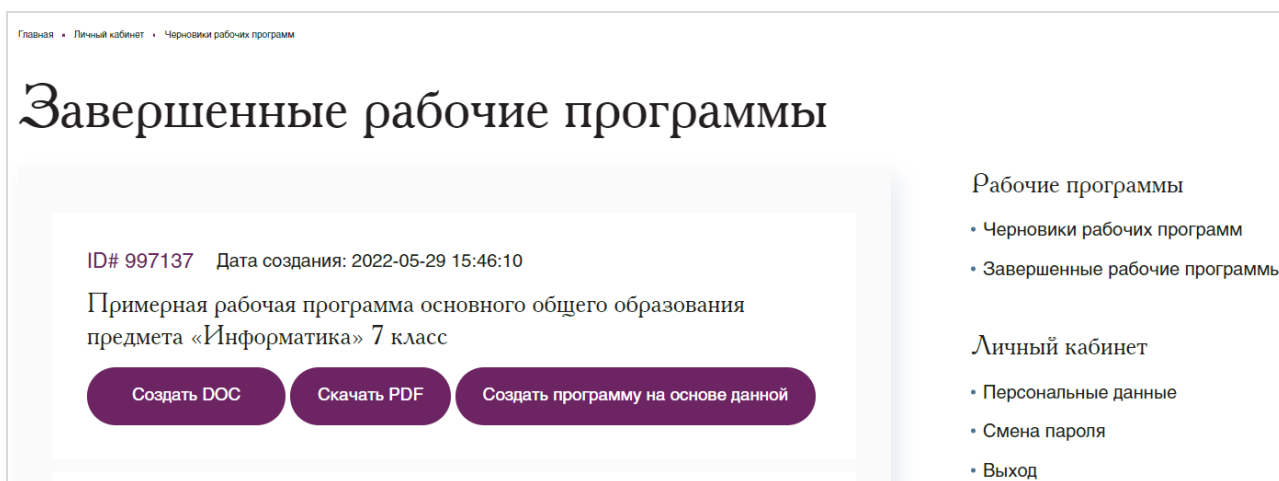 Главная • Личный кабинет • Черновики рабочих программ
Завершенные рабочие программы
ID# 997137 Дата создания: 2022-05-29 15:46:10
Примерная рабочая программа основного общего образования
предмета «Информатика» 7 класс
Создать DOC Скачать PDF Создать программу на основе данной
Рабочие программы
• Черновики рабочих программ
• Завершенные рабочие программы
Личный кабинет
• Персональные данные
• Смена пароля
• Выход